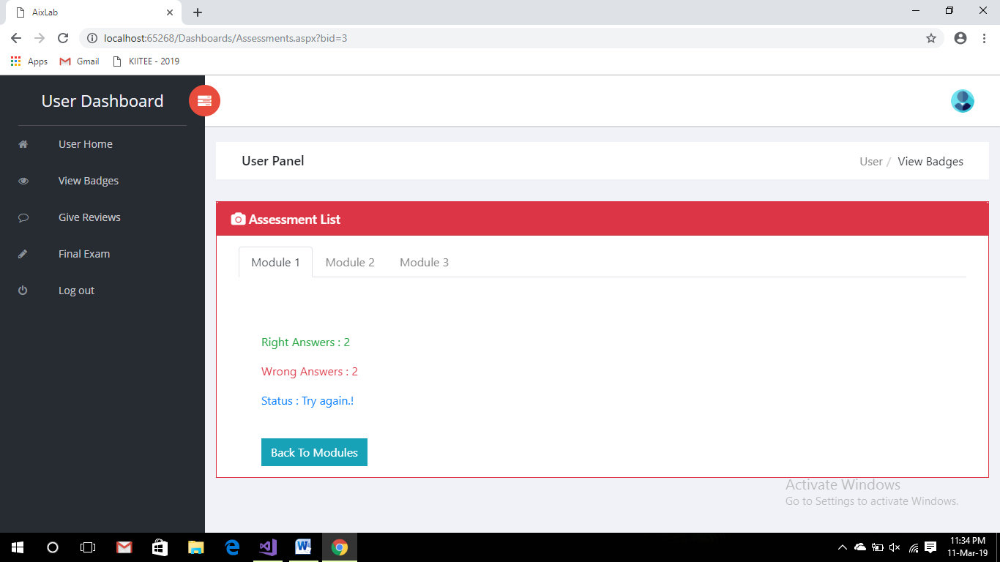 AixLab
localhost:65268/Dashboards/Assessments.aspx?bid=3
Apps Gmail KIITEE - 2019
User Dashboard
User Home
View Badges
Give Reviews
Final Exam
Log out
User Panel
User / View Badges
Assessment List
Module 1 Module 2 Module 3
Right Answers : 2
Wrong Answers : 2
Status : Try again.!
Back To Modules
Activate Windows
Go to Settings to activate Windows.
11:34 PM
11-Mar-19